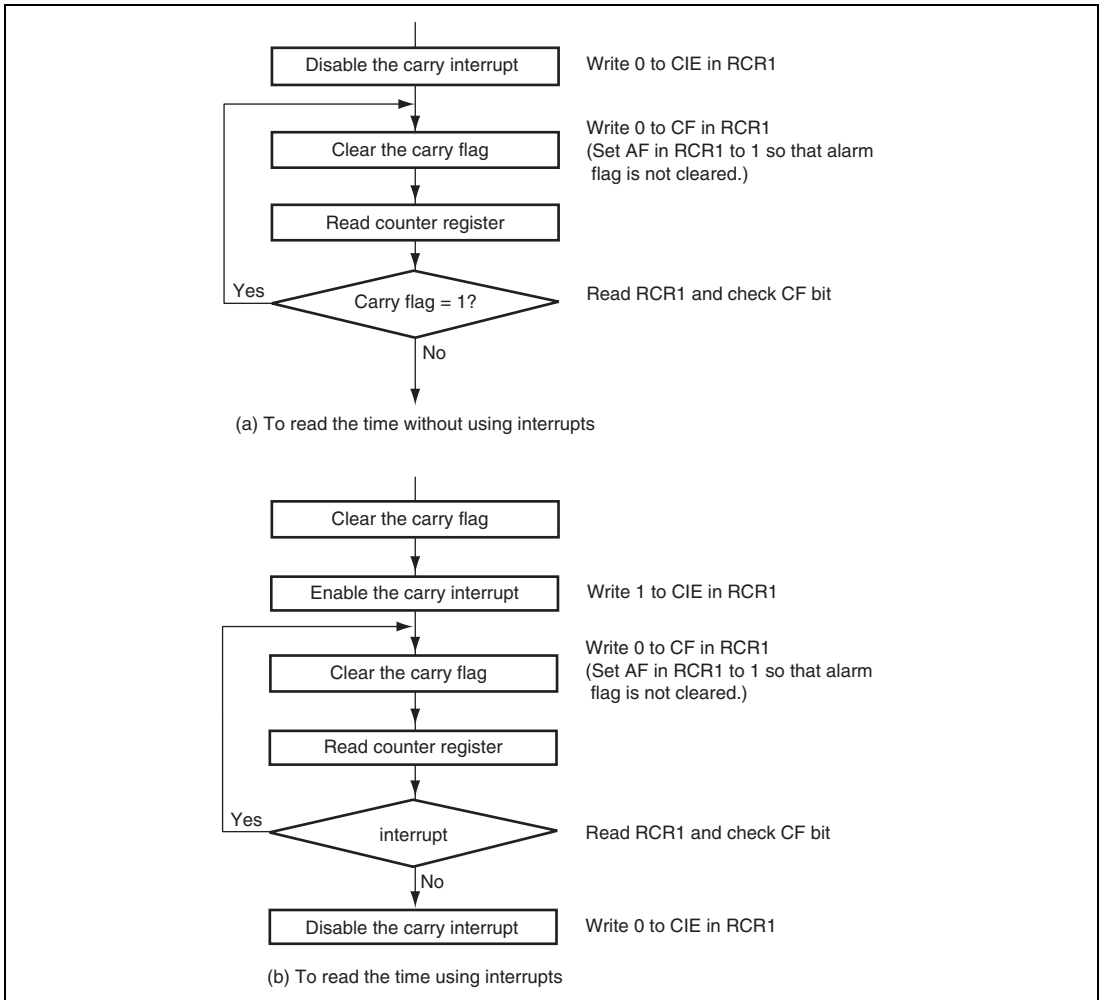 Disable the carry interrupt
Write 0 to CIE in RCR1
Clear the carry flag
Write 0 to CF in RCR1
(Set AF in RCR1 to 1 so that alarm
flag is not cleared.)
Read counter register
Yes
Carry flag = 1?
Read RCR1 and check CF bit
No
(a) To read the time without using interrupts
Clear the carry flag
Enable the carry interrupt
Write 1 to CIE in RCR1
Clear the carry flag
Write 0 to CF in RCR1
(Set AF in RCR1 to 1 so that alarm
flag is not cleared.)
Read counter register
Yes
interrupt
Read RCR1 and check CF bit
No
Disable the carry interrupt
Write 0 to CIE in RCR1
(b) To read the time using interrupts